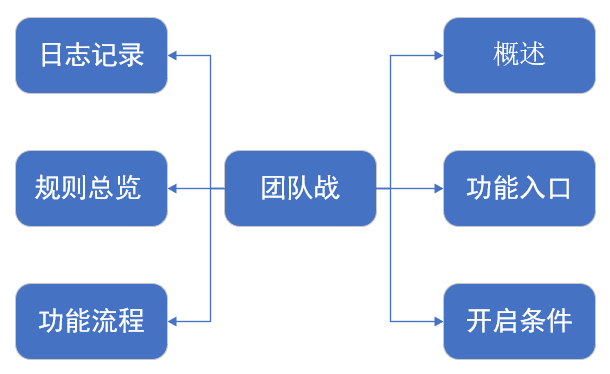 日志记录
概述
规则总览
团队战
功能入口
功能流程
开启条件